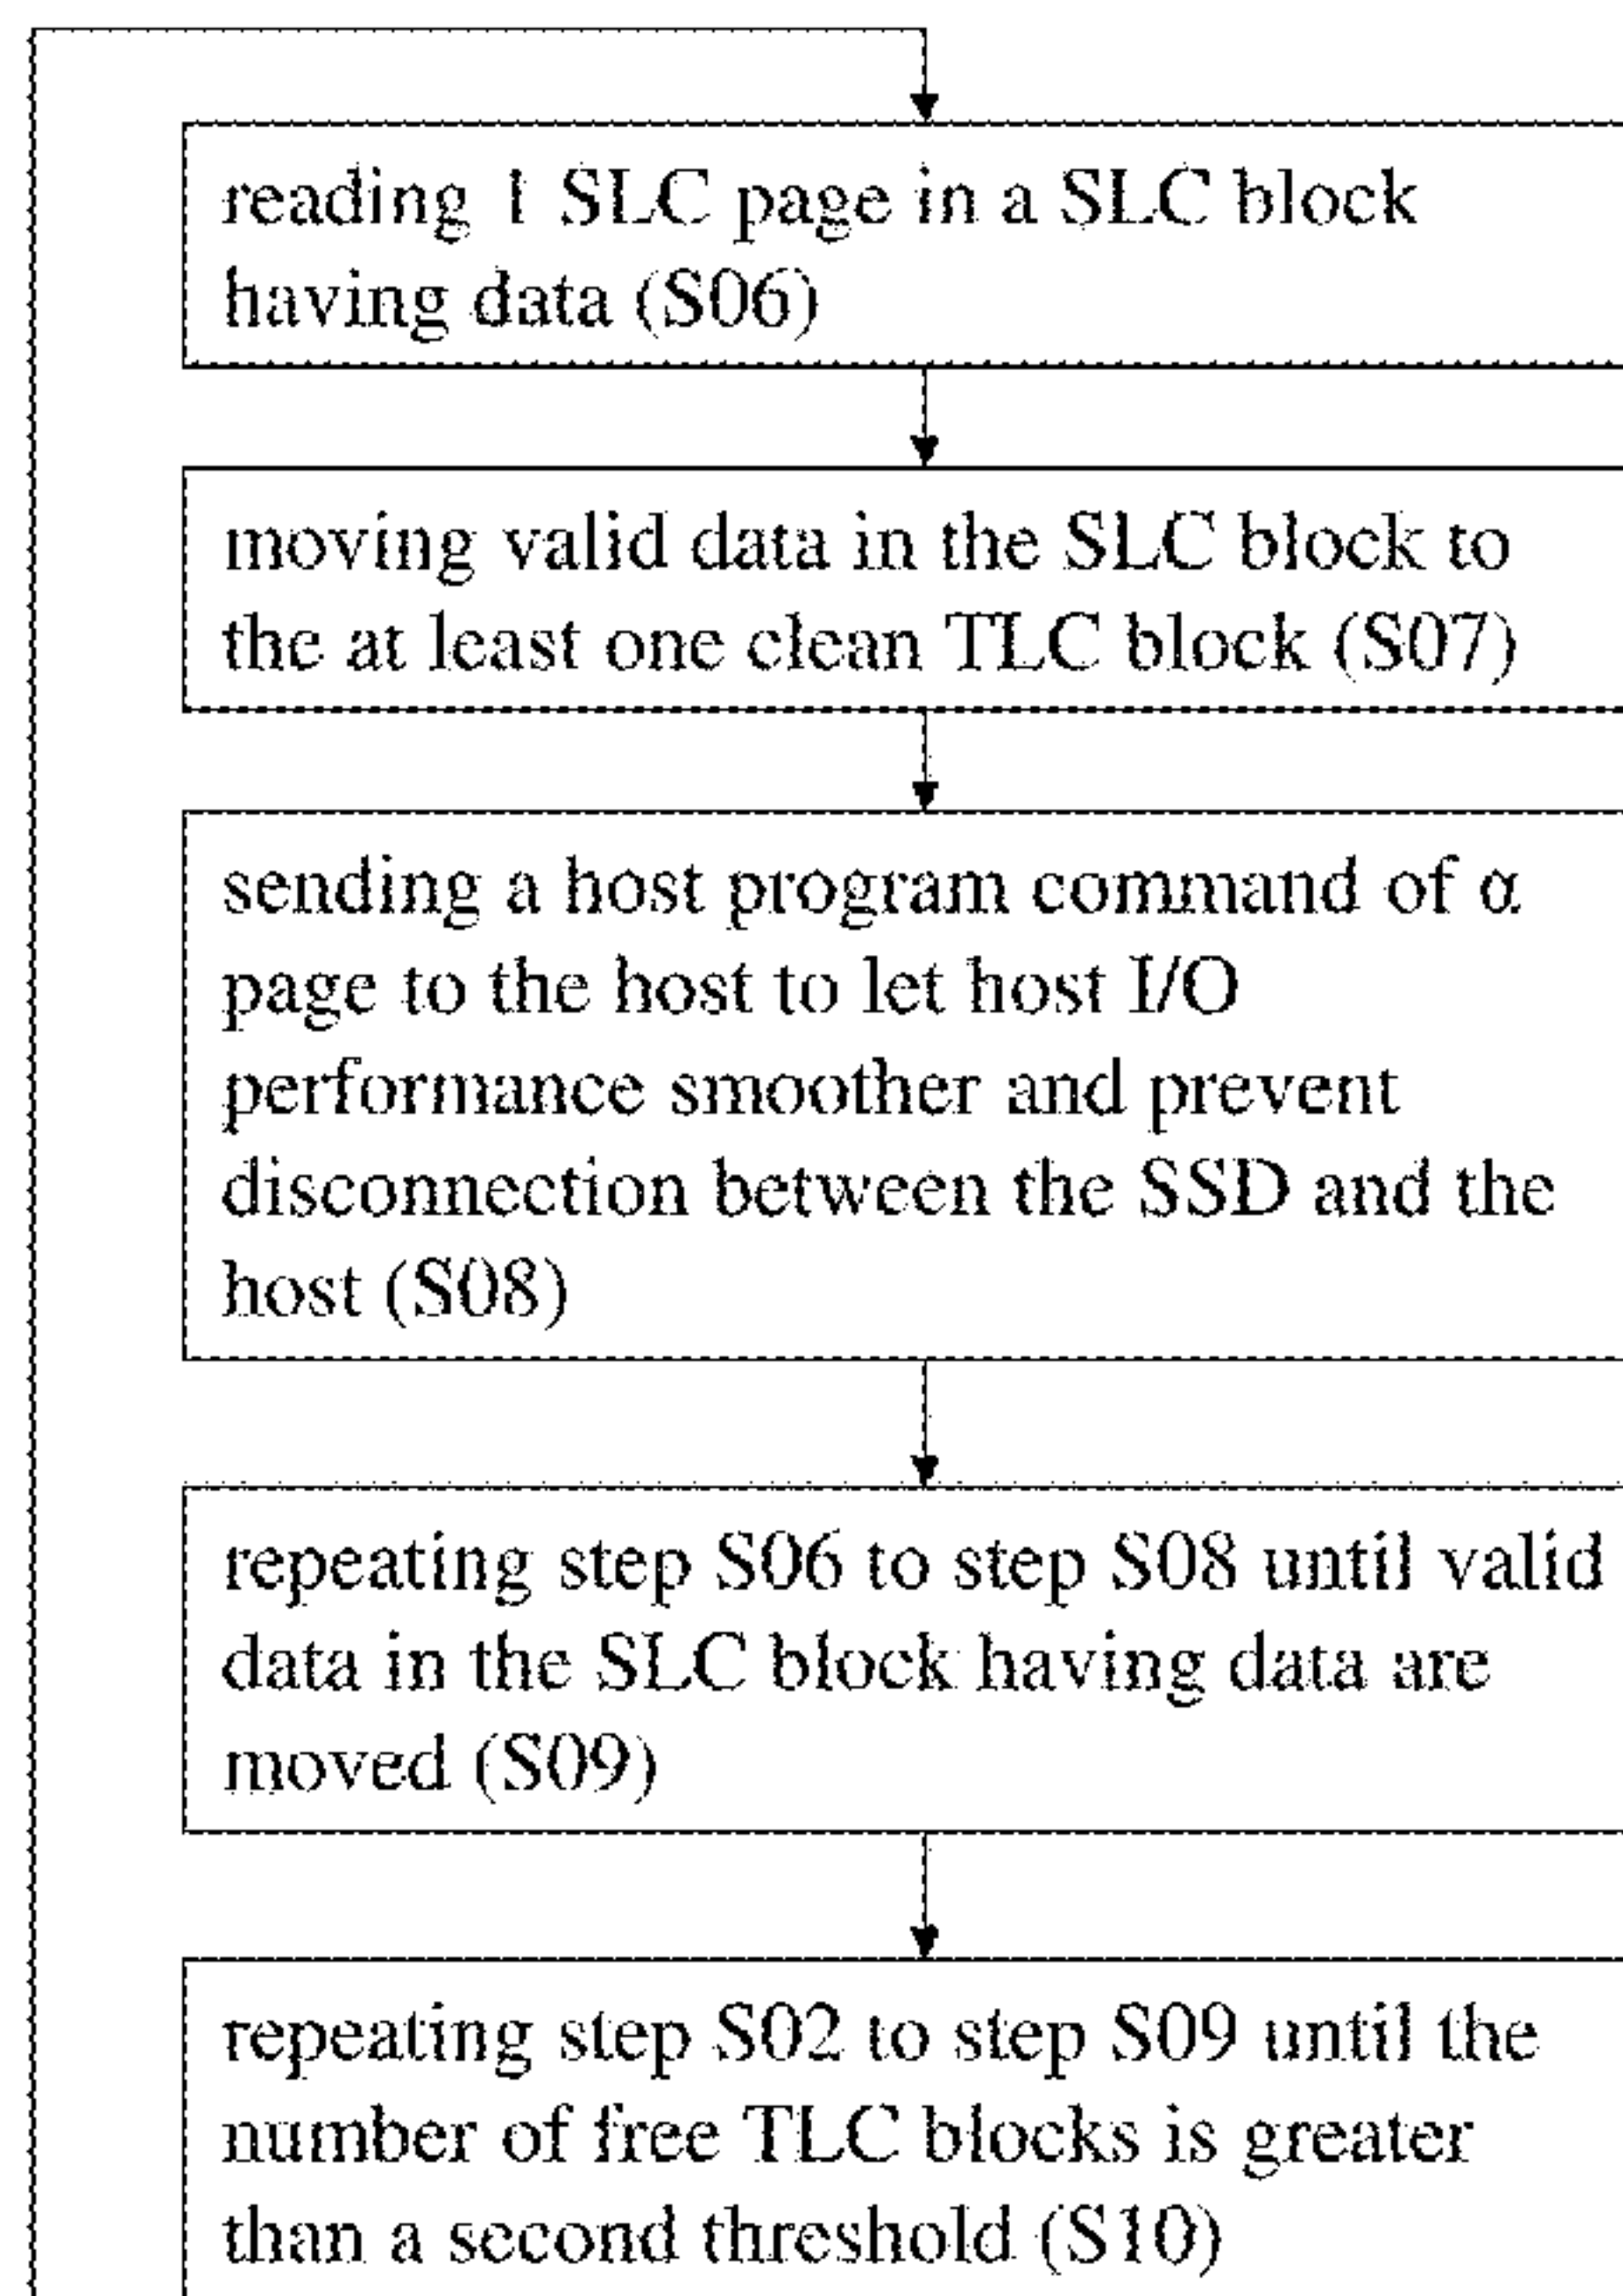 reading 1 SLC page in a SLC block
having data (S06)
moving valid data in the SLC block to
the at least one clean TLC block (S07)
sending a host program command of α
page to the host to let host I/O
performance smoother and prevent
disconnection between the SSD and the
host (S08)
repeating step S06 to step S08 until valid
data in the SLC block having data are
moved (S09)
repeating step S02 to step S09 until the
number of free TLC blocks is greater
than a second threshold (S10)